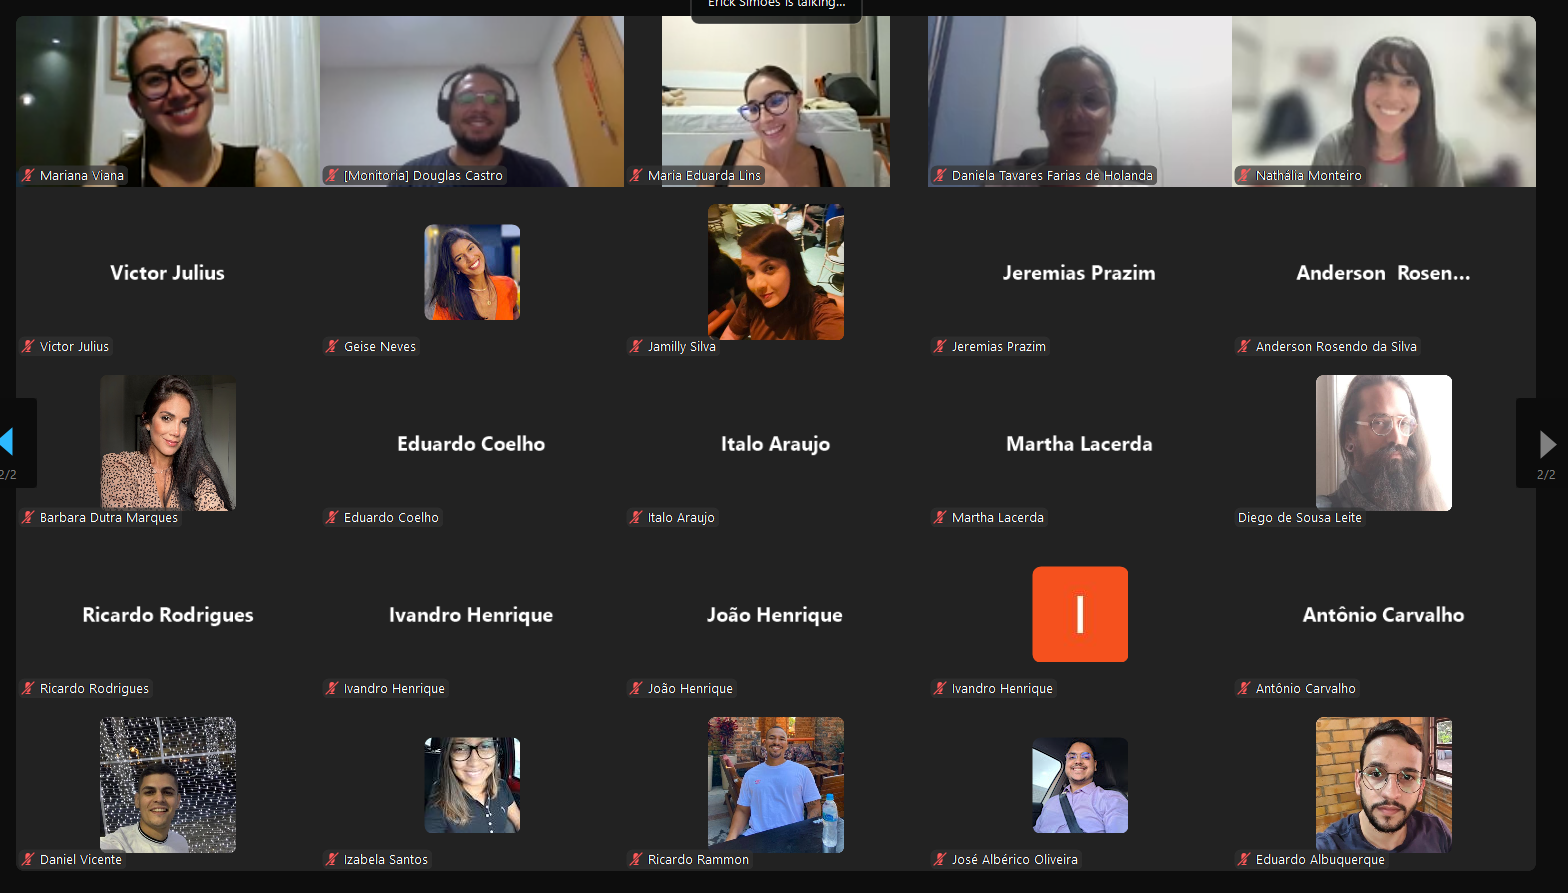 Erick Simões is talking...
Mariana Viana
[Monitoria] Douglas Castro
Maria Eduarda Lins
Daniela Tavares Farias de Holanda
Nathália Monteiro
Victor Julius
Jeremias Prazim
Anderson Rosen...
Victor Julius
Geise Neves
Jamilly Silva
Jeremias Prazim
Anderson Rosendo da Silva
Eduardo Coelho
Italo Araujo
Martha Lacerda
2/2
2/2
Barbara Dutra Marques
Eduardo Coelho
Italo Araujo
Martha Lacerda
Diego de Sousa Leite
Ricardo Rodrigues
Ivandro Henrique
João Henrique
I
Antônio Carvalho
Ricardo Rodrigues
Ivandro Henrique
João Henrique
Ivandro Henrique
Antônio Carvalho
Daniel Vicente
Izabela Santos
Ricardo Rammon
José Albérico Oliveira
Eduardo Albuquerque